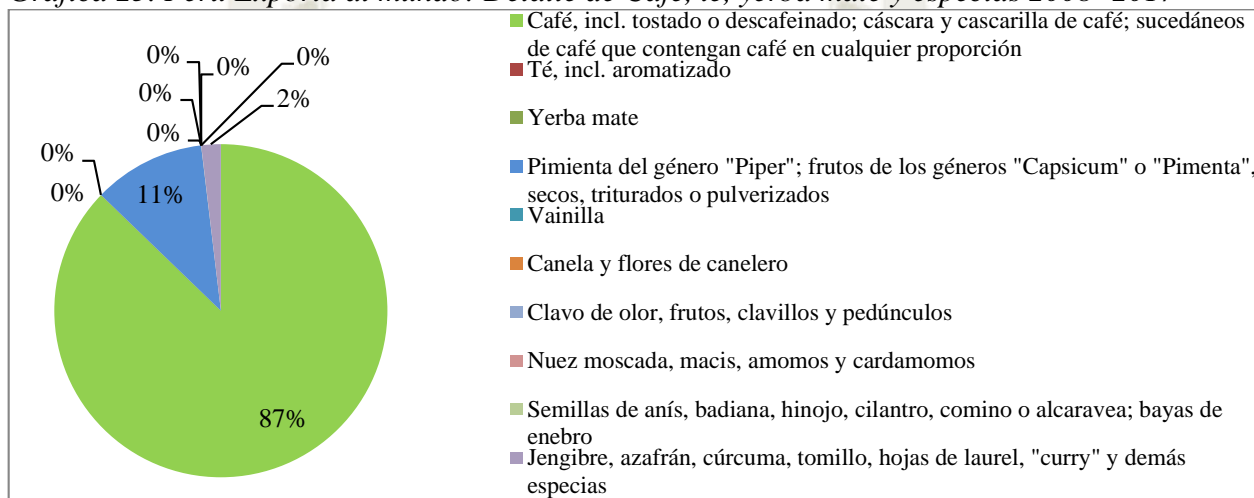 Café, incl. tostado o descafeinado; cáscara y cascarilla de café; sucedáneos
de café que contengan café en cualquier proporción
Té, incl. aromatizado
Yerba mate
Pimienta del género "Piper"; frutos de los géneros "Capsicum" o "Pimenta",
secos, triturados o pulverizados
Vainilla
Canela y flores de canelero
Clavo de olor, frutos, clavillos y pedúnculos
Nuez moscada, macis, amomos y cardamomos
Semillas de anís, badiana, hinojo, cilantro, comino o alcaravea; bayas de
enebro
Jengibre, azafrán, cúrcuma, tomillo, hojas de laurel, "curry" y demás
especias
0%
0%
0%
0%
2%
0%
0%
0%
11%
87%